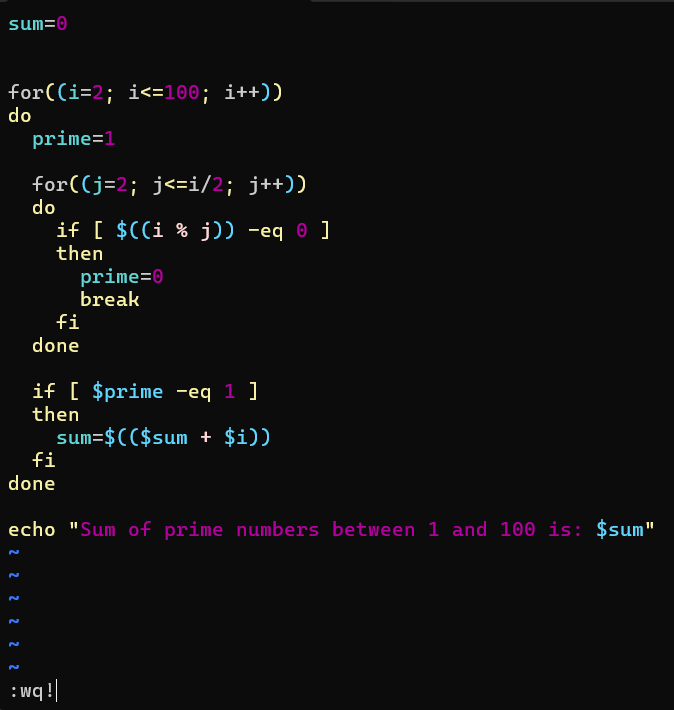 sum=0
for((i=2; i<=100; i++))
do
prime=1
for((j=2; j<=i/2; j++))
do
if [ $((i % j)) -eq 0 ]
then
prime=0
break
fi
done
if [ $prime -eq 1 ]
then
sum=$(($sum + $i))
fi
done
echo "Sum of prime numbers between 1 and 100 is: $sum"
~
~
~
~
~
~
:wq!